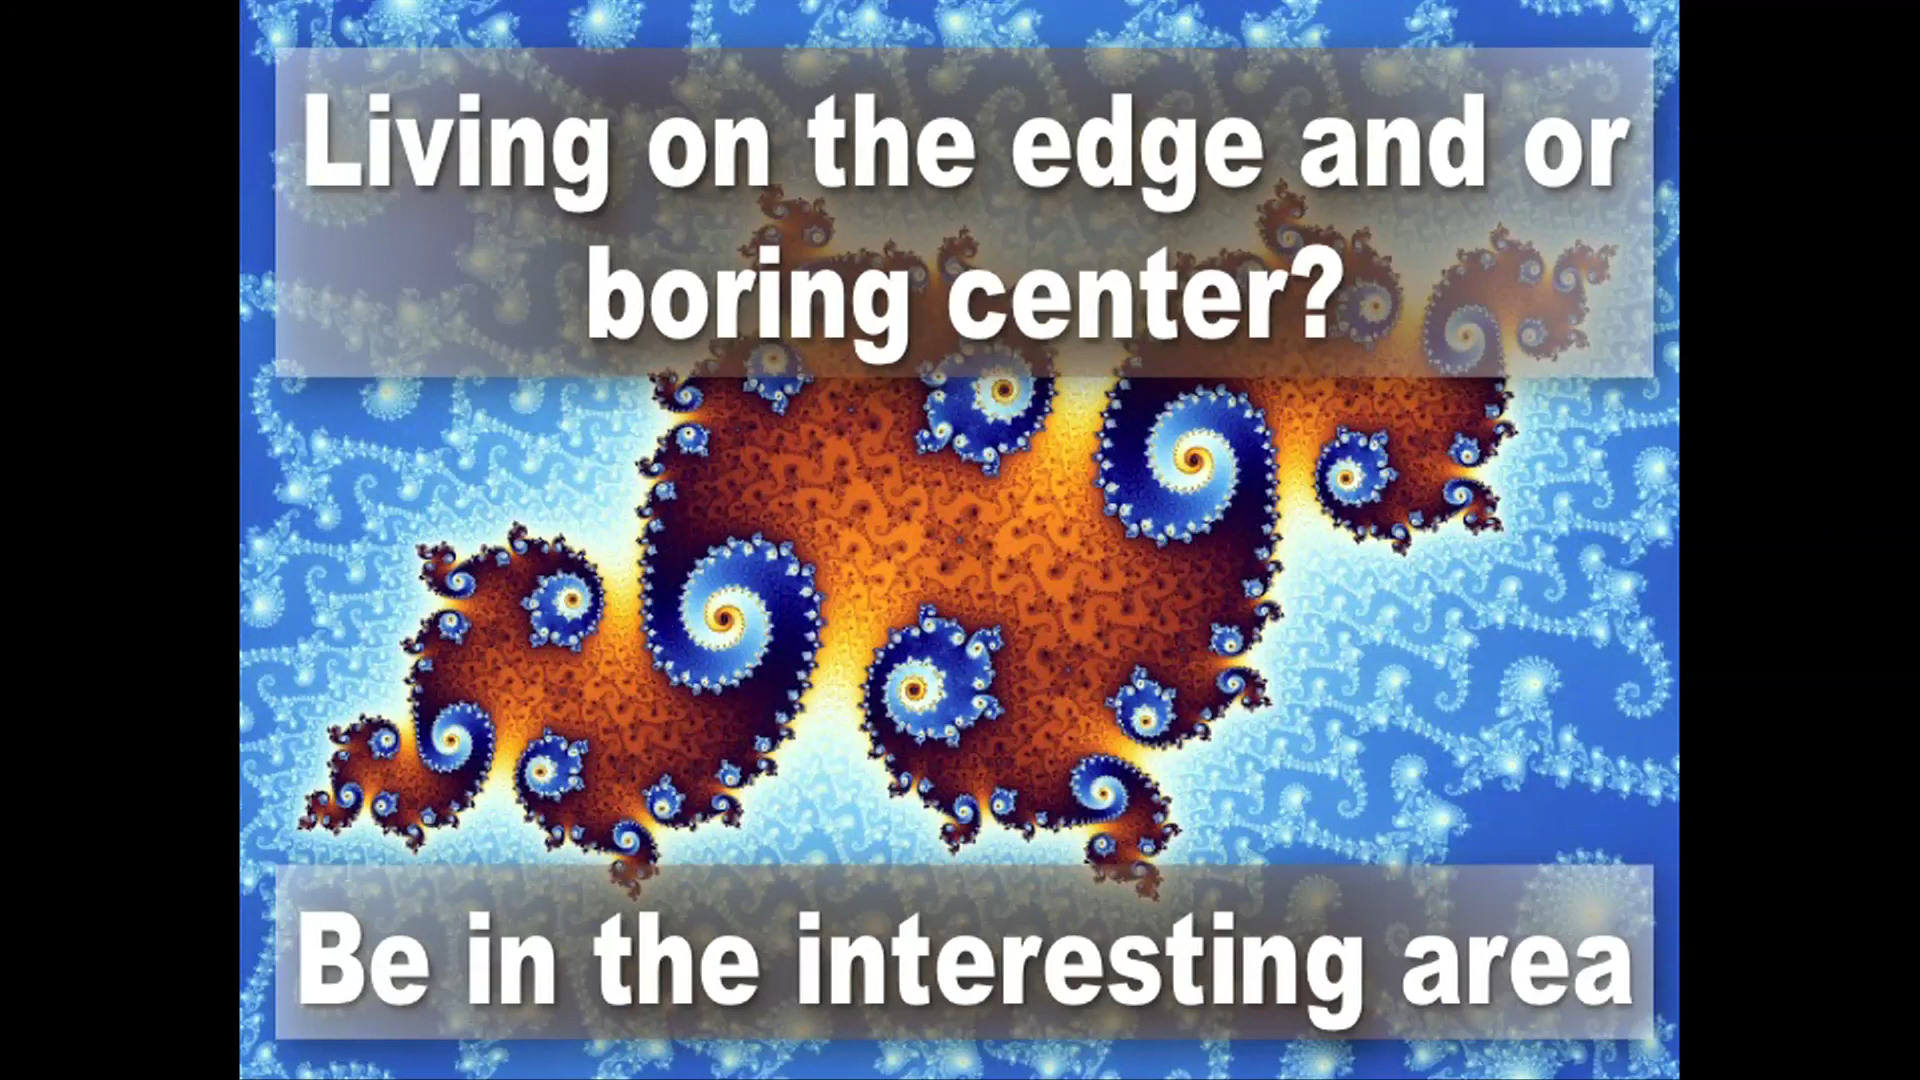 Living on the edge and or
boring center?
Be in the interesting area